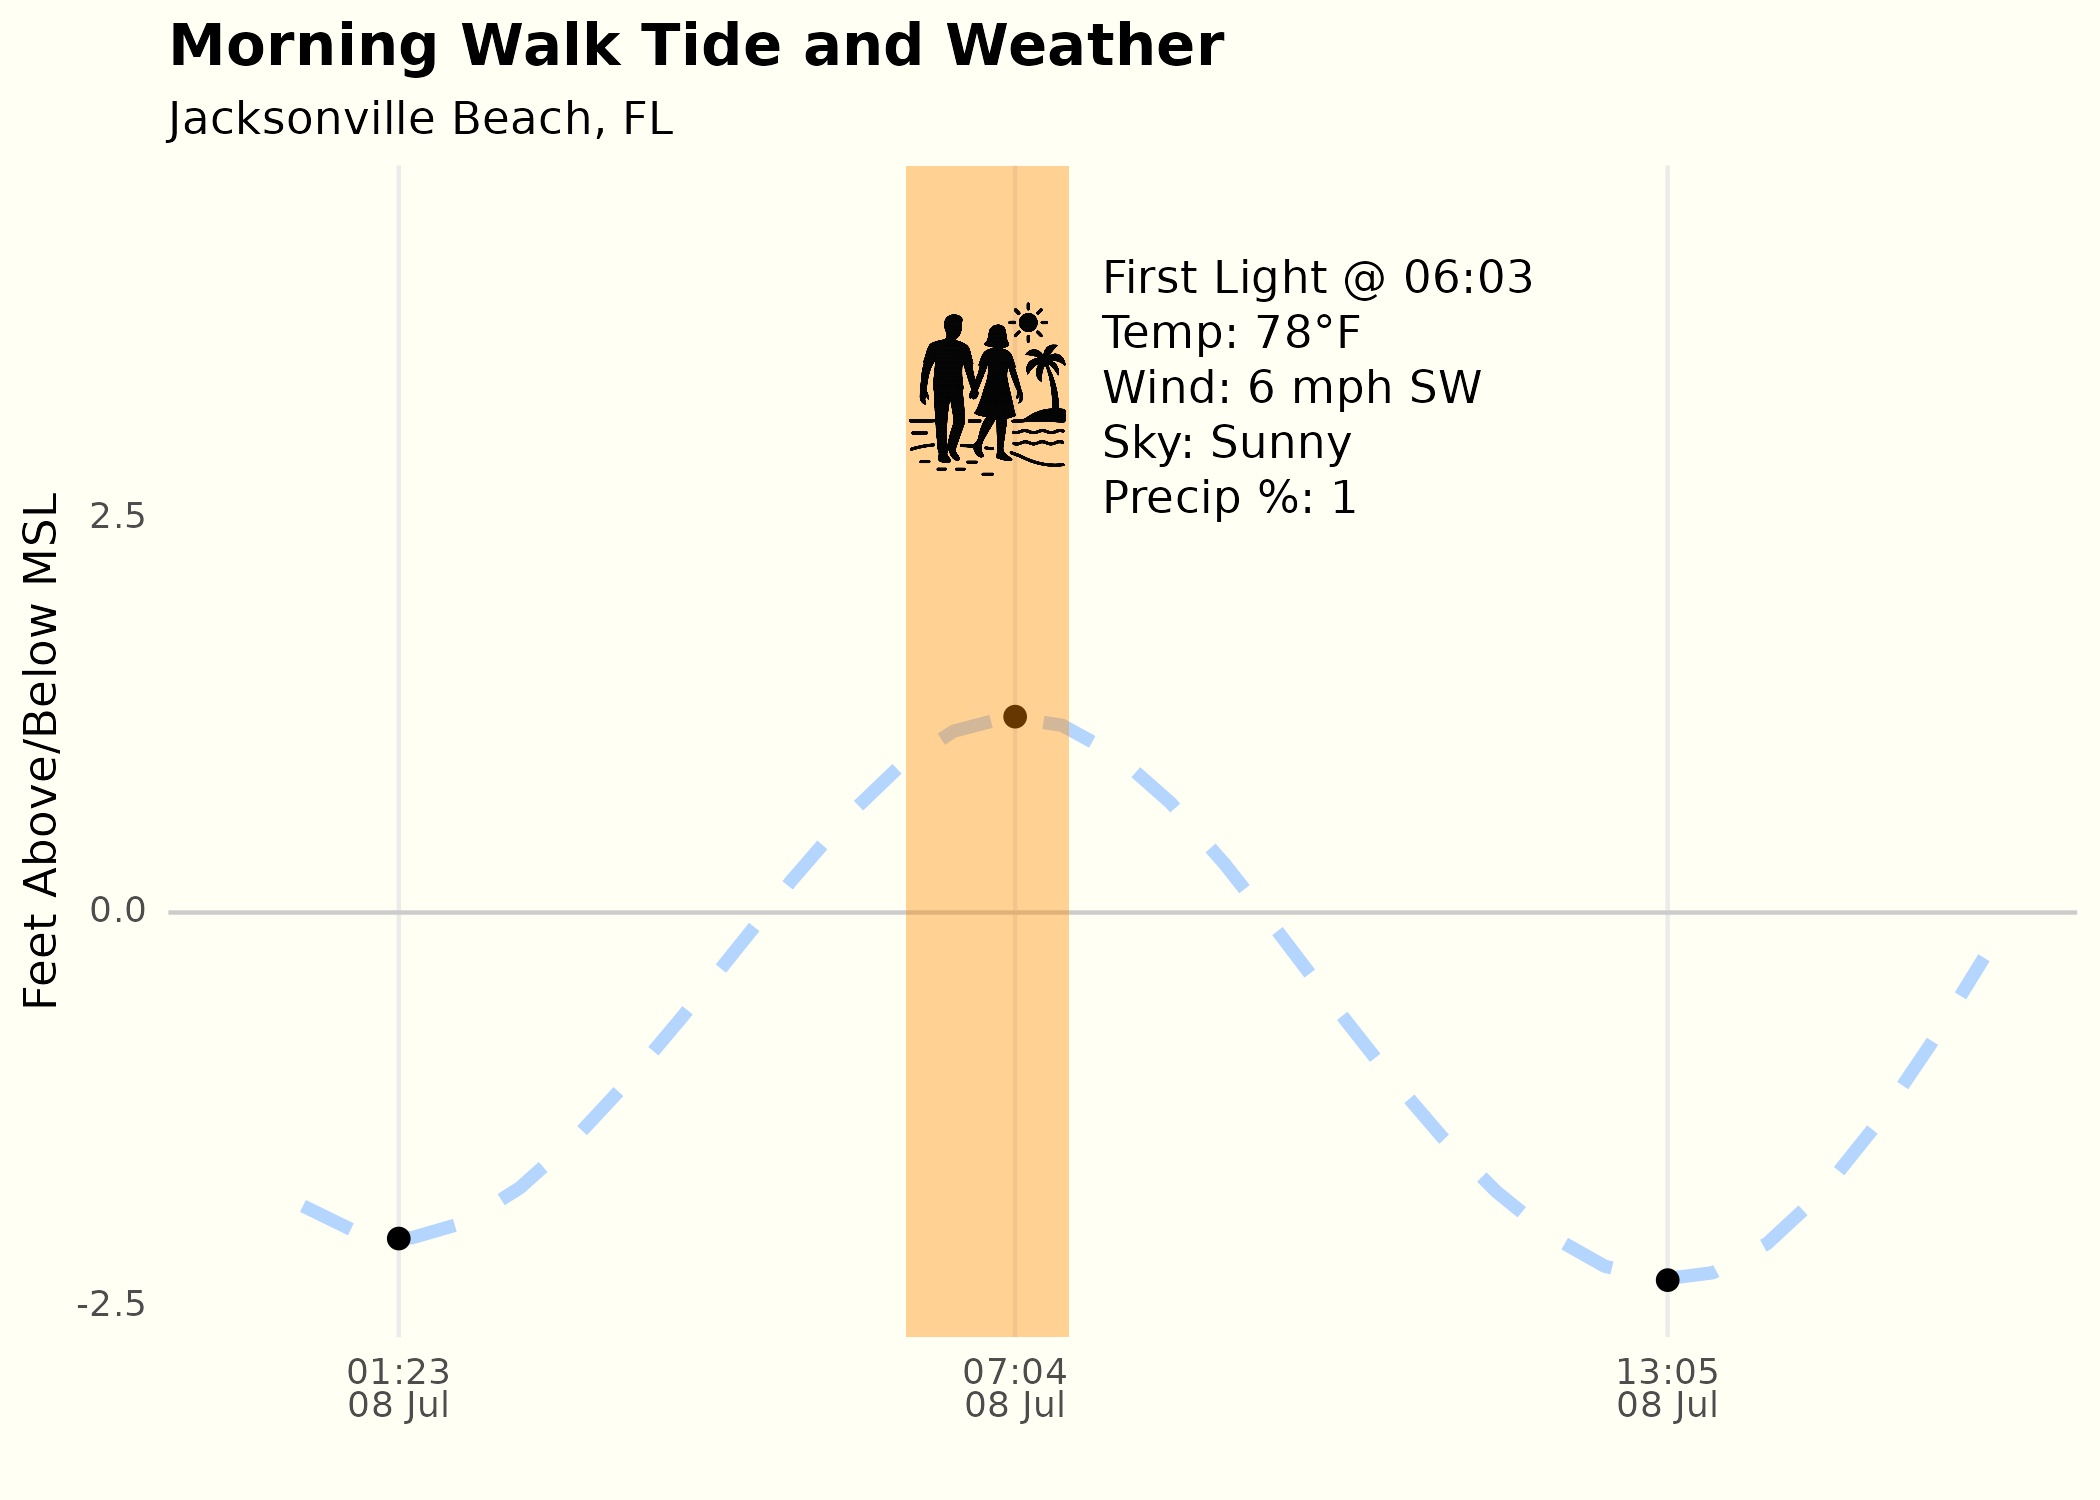 Morning Walk Tide and Weather
Jacksonville Beach, FL
First Light @ 06:03
Temp: 78°F
Wind: 6 mph SW
Sky: Sunny
Precip %: 1
Feet Above/Below MSL
2.5
0.0
-2.5
01:23
08 Jul
07:04
08 Jul
13:05
08 Jul